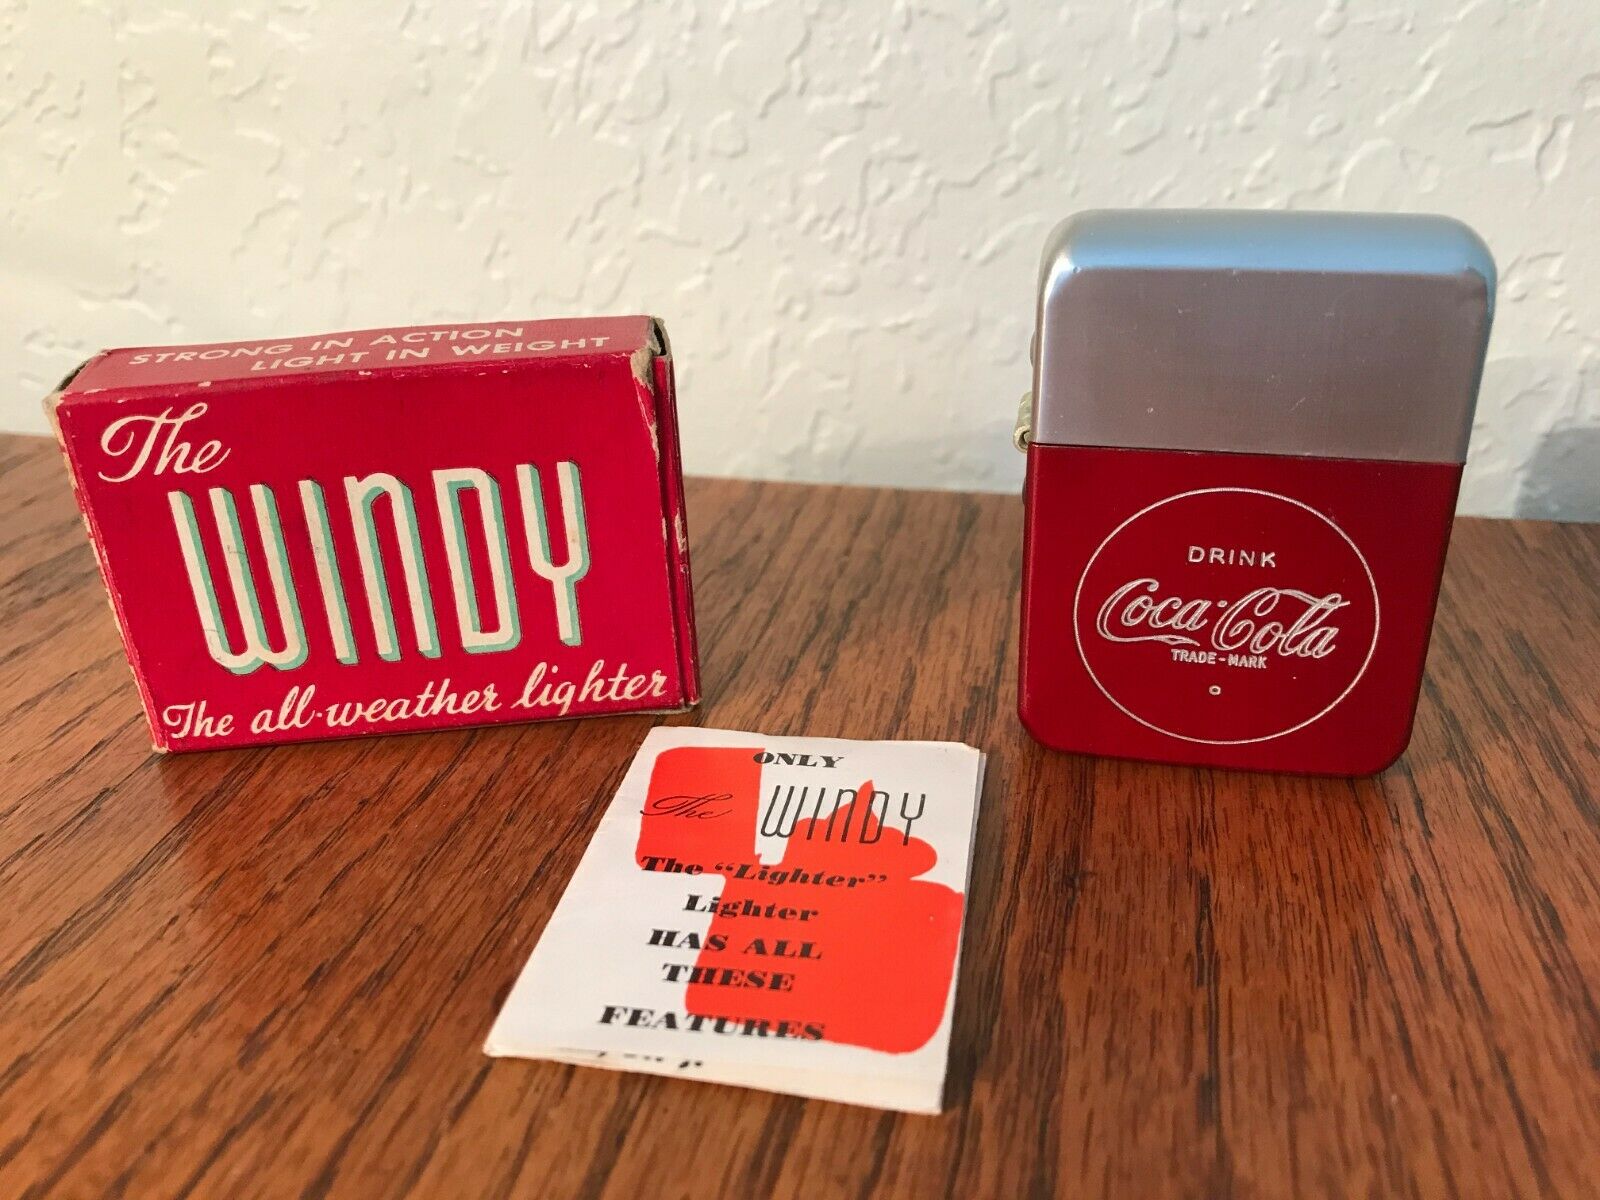 STRONG IN ACTION
LIGHT IN WEIGHT
The
WINDY
The all-weather lighter
ONLY
The WINDY
The "Lighter"
Lighter
HAS ALL
THESE
FEATURES
DRINK
Coca-Cola
TRADE-MARK